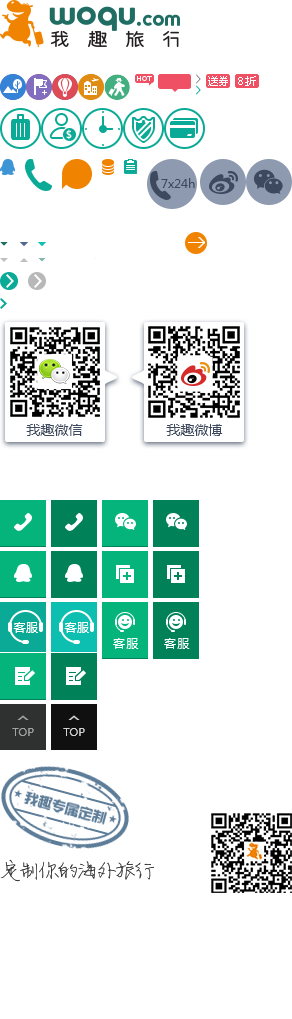 woqu.com
我趣旅行
HOT 送券 8折
7x24h
我趣微信 我趣微博
客服 客服 客服 客服
TOP TOP
我趣专属定制
定制你的海外旅行